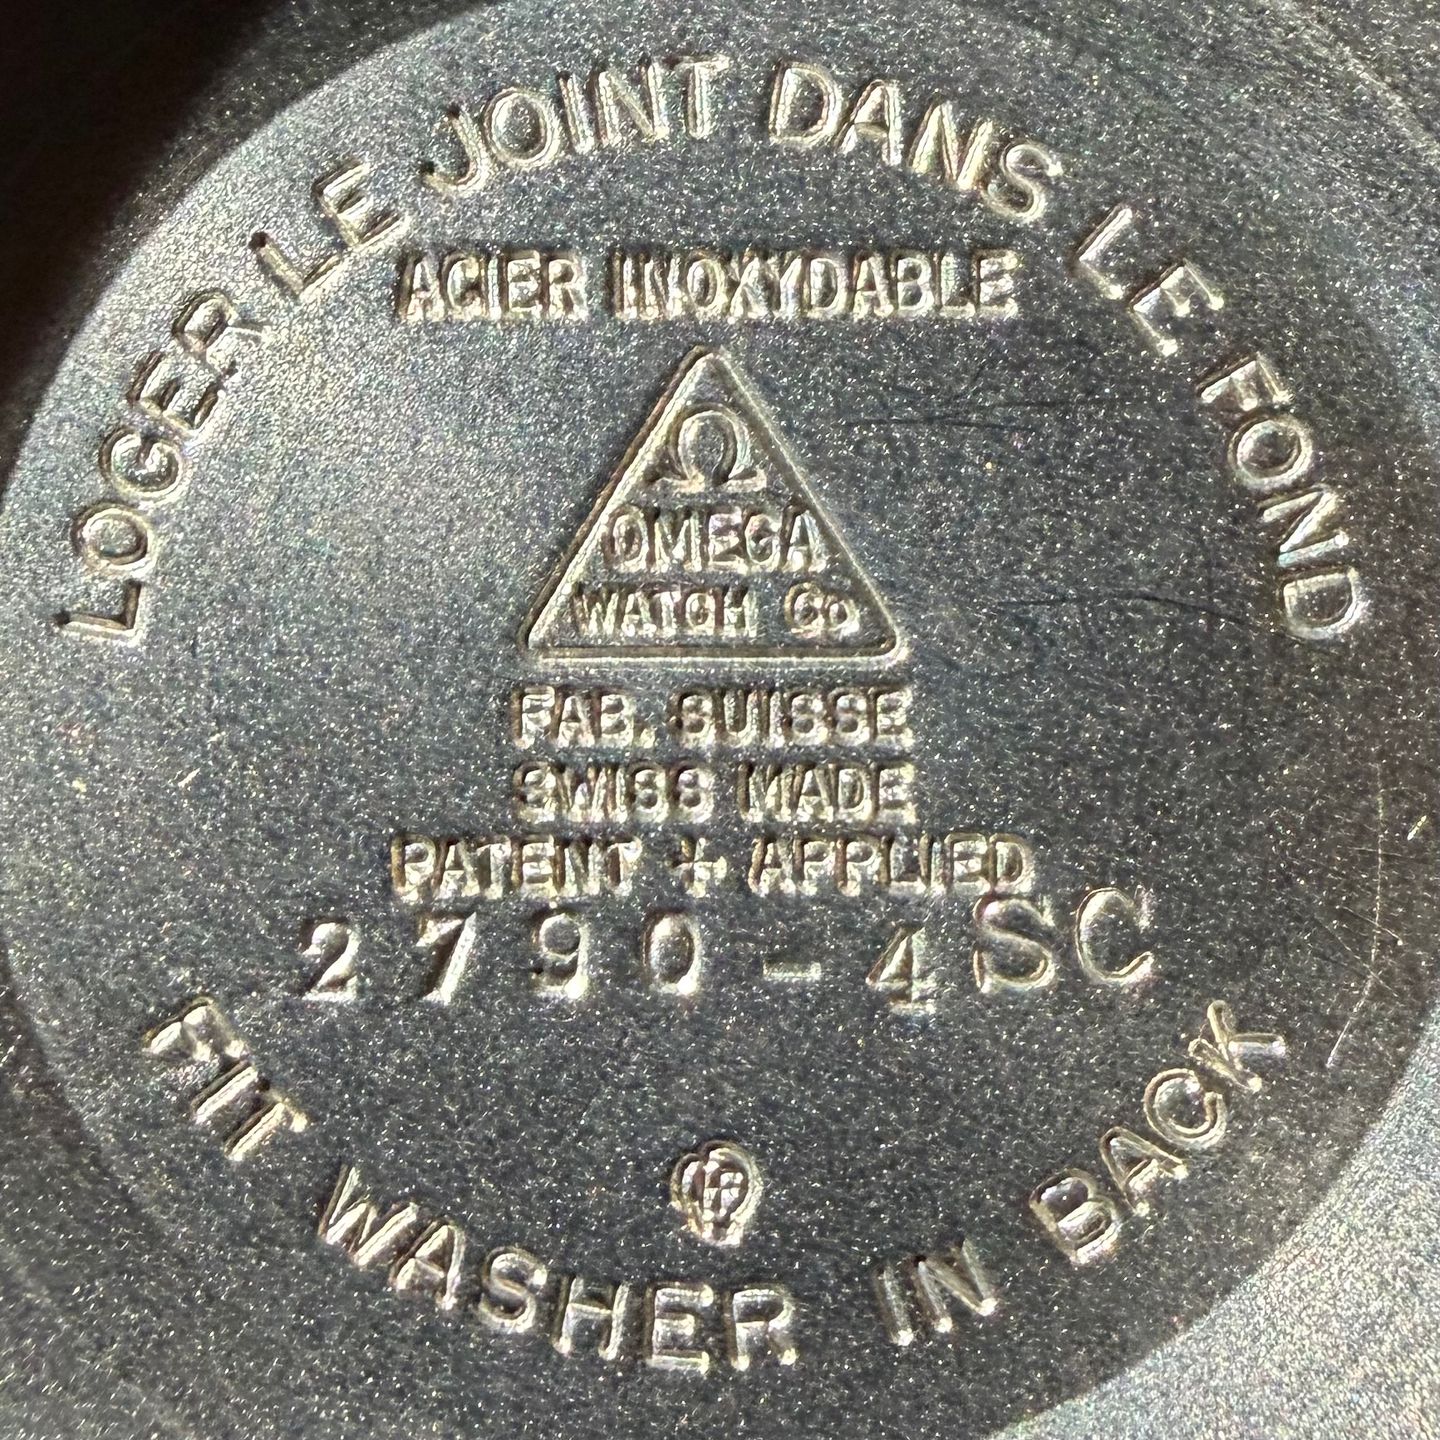 LOGER LE JOINT DANS LE FOND
ACIER INOXYDABLE
Ω
OMEGA
WATCH Co
FAB. SUISSE
SWISS MADE
PATENT + APPLIED
2790-4SC
FIT WASHER IN BACK